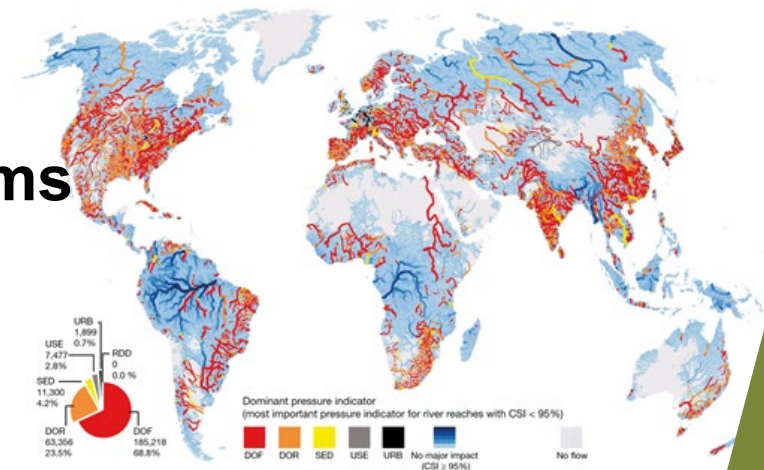 ms
URB
1,899
0.7%
USE
7,477
2.8%
RDD
0
0.0 %
SED
11,300
4.2%
DOR
63,356
23.5%
DOF
185,218
68.8%
Dominant pressure indicator
(most important pressure indicator for river reaches with CSI < 95%)
DOF DOR SED USE URB No major impact No flow
(CSI ≥ 95%)